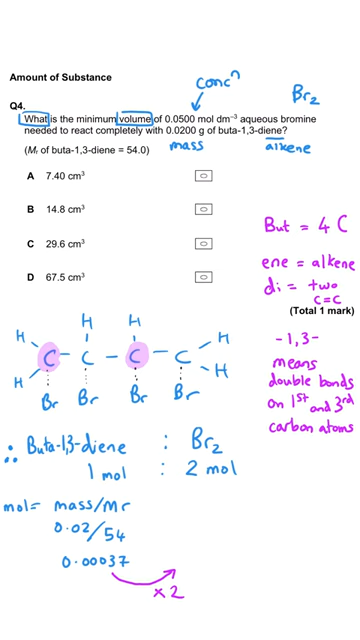 concⁿ
Br₂
Amount of Substance
Q4.
What is the minimum volume of 0.0500 mol dm⁻³ aqueous bromine
needed to react completely with 0.0200 g of buta-1,3-diene?
mass
alkene
(Mr of buta-1,3-diene = 54.0)
A 7.40 cm³
B 14.8 cm³
C 29.6 cm³
D 67.5 cm³
But = 4 C
ene = alkene
di = two
C=C
(Total 1 mark)
-1,3-
means
double bonds
on 1st and 3rd
carbon atoms
H H H H
C - C - C - C
H H
Br Br Br Br
∴ Buta-1,3-diene : Br₂
1 mol : 2 mol
mol = mass/Mr
0.02/54
0.00037
×2